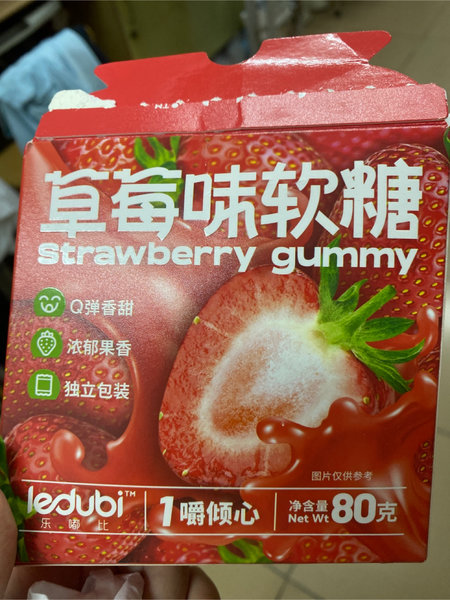 草莓味软糖
Strawberry gummy
Q弹香甜
浓郁果香
独立包装
图片仅供参考
ledubi™
乐嘟比
1嚼倾心
净含量
Net Wt
80克